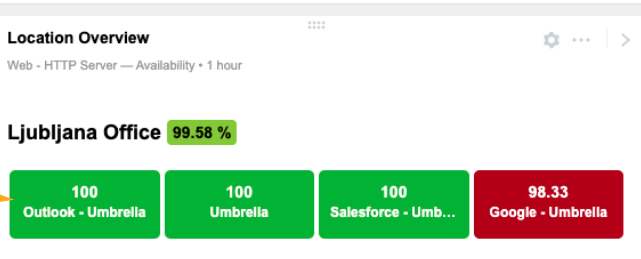 Location Overview
Web - HTTP Server — Availability • 1 hour
Ljubljana Office 99.58 %
100
Outlook - Umbrella
100
Umbrella
100
Salesforce - Umb...
98.33
Google - Umbrella